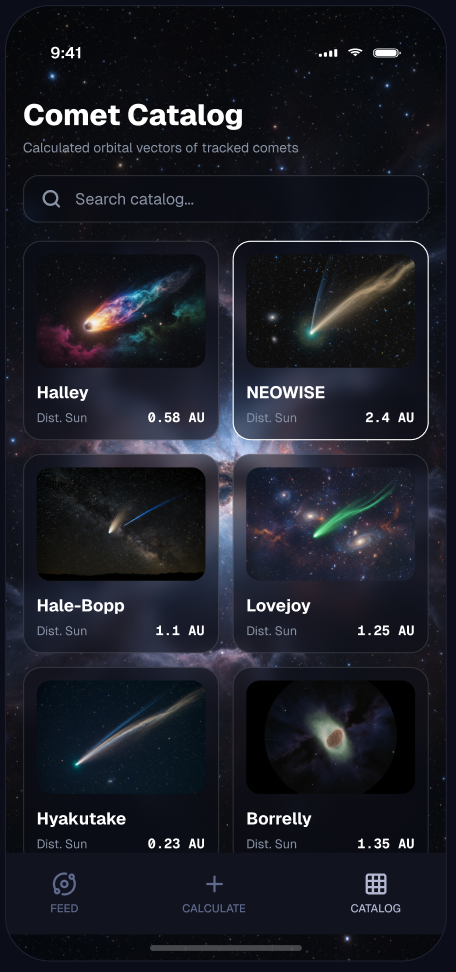 9:41
Comet Catalog
Calculated orbital vectors of tracked comets
Search catalog...
Halley
Dist. Sun 0.58 AU
NEOWISE
Dist. Sun 2.4 AU
Hale-Bopp
Dist. Sun 1.1 AU
Lovejoy
Dist. Sun 1.25 AU
Hyakutake
Dist. Sun 0.23 AU
Borrelly
Dist. Sun 1.35 AU
FEED
CALCULATE
CATALOG